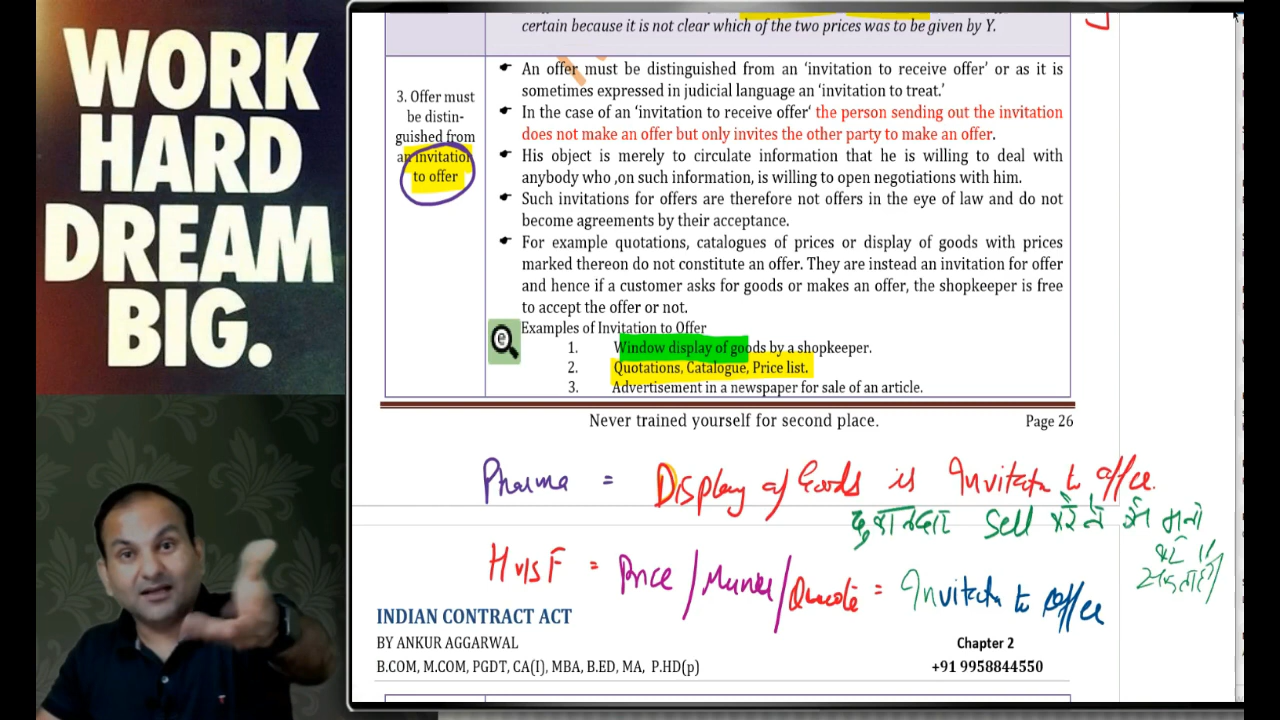 WORK
HARD
DREAM
BIG.
certain because it is not clear which of the two prices was to be given by Y.
3. Offer must
be distin-
guished from
an invitation
to offer
An offer must be distinguished from an ‘invitation to receive offer’ or as it is
sometimes expressed in judicial language an ‘invitation to treat.’
In the case of an ‘invitation to receive offer‘ the person sending out the invitation
does not make an offer but only invites the other party to make an offer.
His object is merely to circulate information that he is willing to deal with
anybody who ,on such information, is willing to open negotiations with him.
Such invitations for offers are therefore not offers in the eye of law and do not
become agreements by their acceptance.
For example quotations, catalogues of prices or display of goods with prices
marked thereon do not constitute an offer. They are instead an invitation for offer
and hence if a customer asks for goods or makes an offer, the shopkeeper is free
to accept the offer or not.
Examples of Invitation to Offer
1. Window display of goods by a shopkeeper.
2. Quotations, Catalogue, Price list.
3. Advertisement in a newspaper for sale of an article.
Never trained yourself for second place. Page 26
Pharma = Display of Goods is Invitatn to offer.
दुकानदार Sell करने से मना
H v/s F = Price / / Quote = Invitatn to offer
INDIAN CONTRACT ACT
BY ANKUR AGGARWAL Chapter 2
B.COM, M.COM, PGDT, CA(I), MBA, B.ED, MA, P.HD(p) +91 9958844550